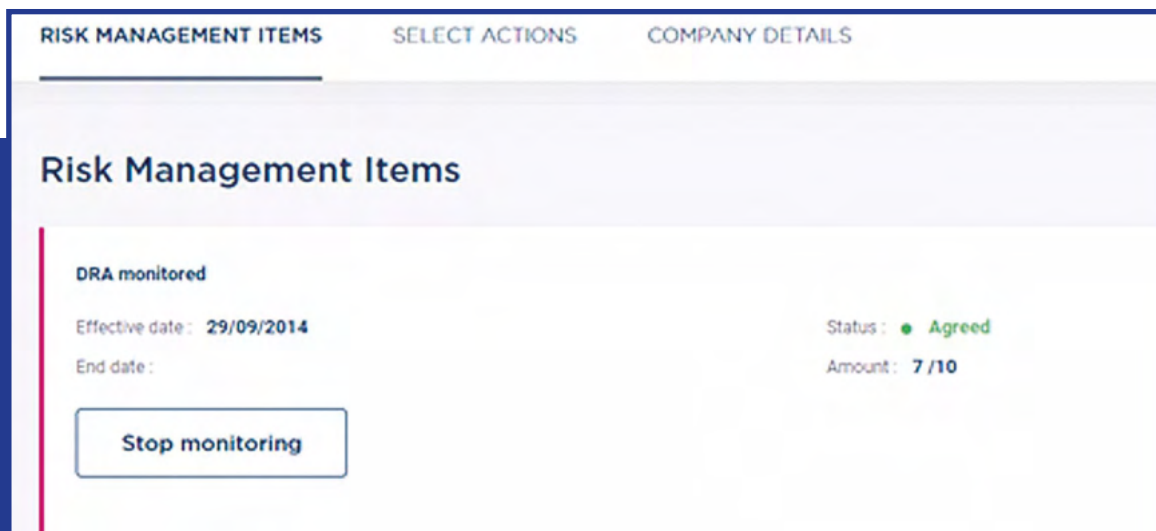 RISK MANAGEMENT ITEMS SELECT ACTIONS COMPANY DETAILS
Risk Management Items
DRA monitored
Effective date : 29/09/2014 Status : Agreed
End date : Amount : 7 /10
Stop monitoring